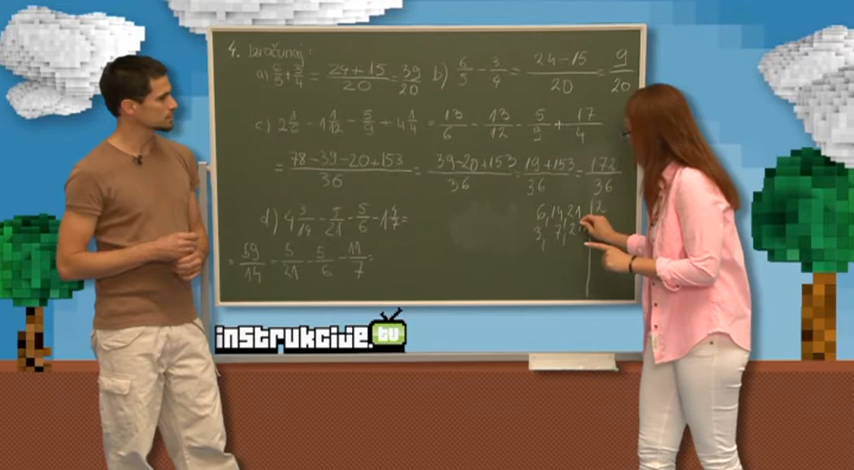 4. Izračunaj:
a) 6/5 + 3/4 = (24+15)/20 = 39/20 b) 6/5 - 3/4 = (24-15)/20 = 9/20
c) 2 1/6 - 1 1/12 - 5/9 + 4 1/4 = 13/6 - 13/12 - 5/9 + 17/4
= (78-39-20+153)/36 = (39-20+153)/36 = (19+153)/36 = 172/36
d) 4 3/14 - 5/21 - 5/6 - 1 4/7 =
= 59/14 - 5/21 - 5/6 - 11/7 =
6, 14, 21 | 2
3, 7, 21
instrukcije.tv